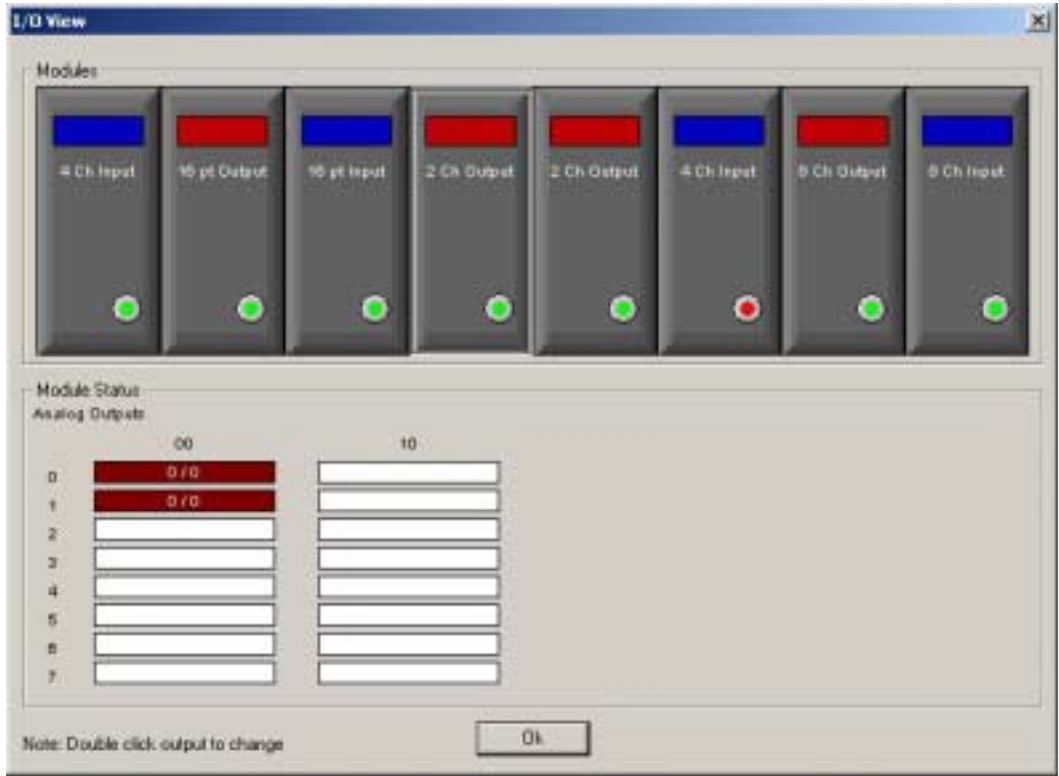 I/O View
Modules
4 Ch Input 16 pt Output 16 pt Input 2 Ch Output 2 Ch Output 4 Ch Input 8 Ch Output 8 Ch Input
Module Status
Analog Outputs
00 10
0 0 / 0
1 0 / 0
2
3
4
5
6
7
Note: Double click output to change
Ok